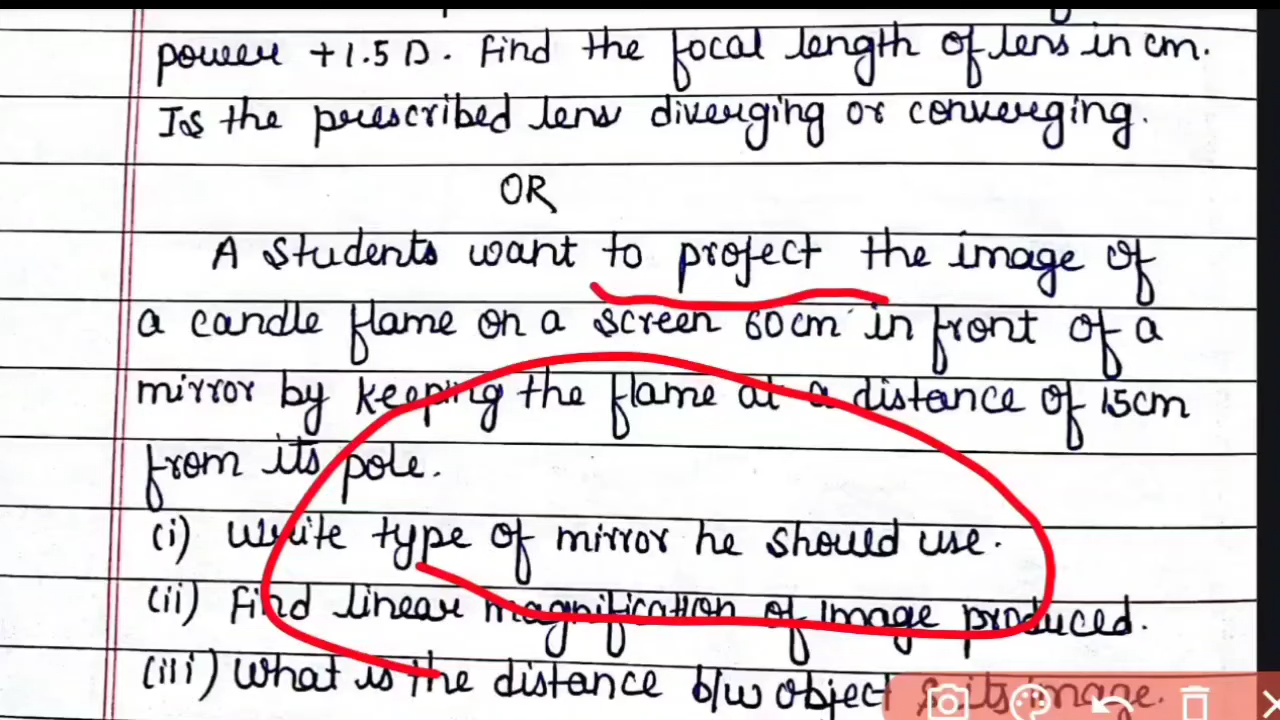 power +1.5 D. Find the focal length of lens in cm.
Is the prescribed lens diverging or converging.
OR
A Students want to project the image of
a candle flame on a screen 60cm in front of a
mirror by keeping the flame at a distance of 15cm
from its pole.
(i) Write type of mirror he should use.
(ii) Find linear magnification of image produced.
(iii) What is the distance b/w object & its image.